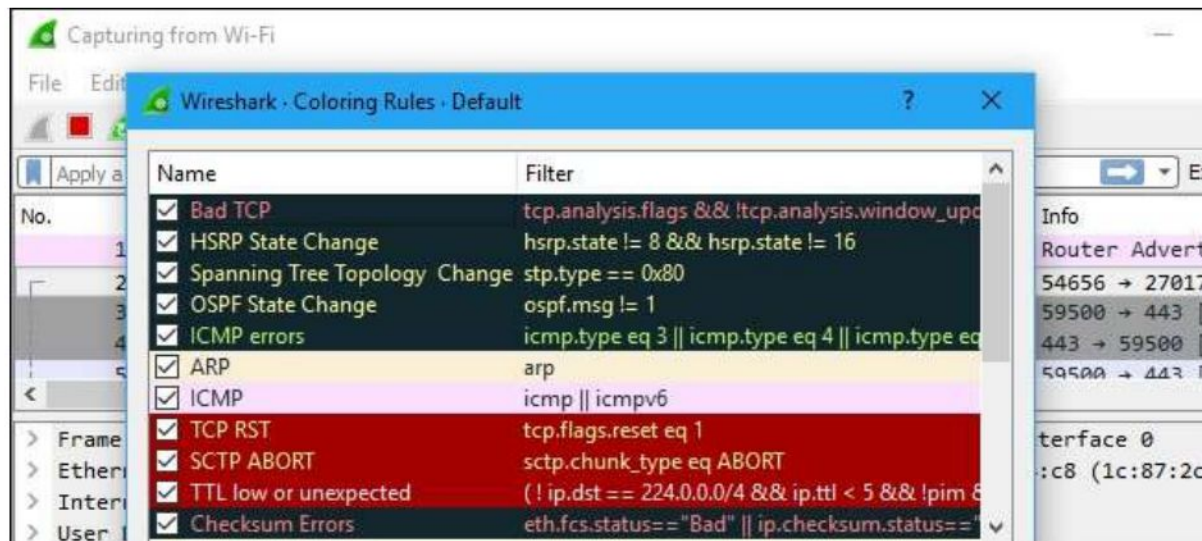 Capturing from Wi-Fi
File Edit
Wireshark · Coloring Rules · Default ? ×
Apply a
Name Filter
No. Info
Bad TCP tcp.analysis.flags && !tcp.analysis.window_upd
1 HSRP State Change hsrp.state != 8 && hsrp.state != 16 Router Advert
2 Spanning Tree Topology Change stp.type == 0x80 54656 → 27017
3 OSPF State Change ospf.msg != 1 59500 → 443
4 ICMP errors icmp.type eq 3 || icmp.type eq 4 || icmp.type eq 443 → 59500
5 ARP arp 59500 → 443
ICMP icmp || icmpv6
Frame TCP RST tcp.flags.reset eq 1 terface 0
Ether SCTP ABORT sctp.chunk_type eq ABORT :c8 (1c:87:2c
Inter TTL low or unexpected ( ! ip.dst == 224.0.0.0/4 && ip.ttl < 5 && !pim &
User Checksum Errors eth.fcs.status=="Bad" || ip.checksum.status=="